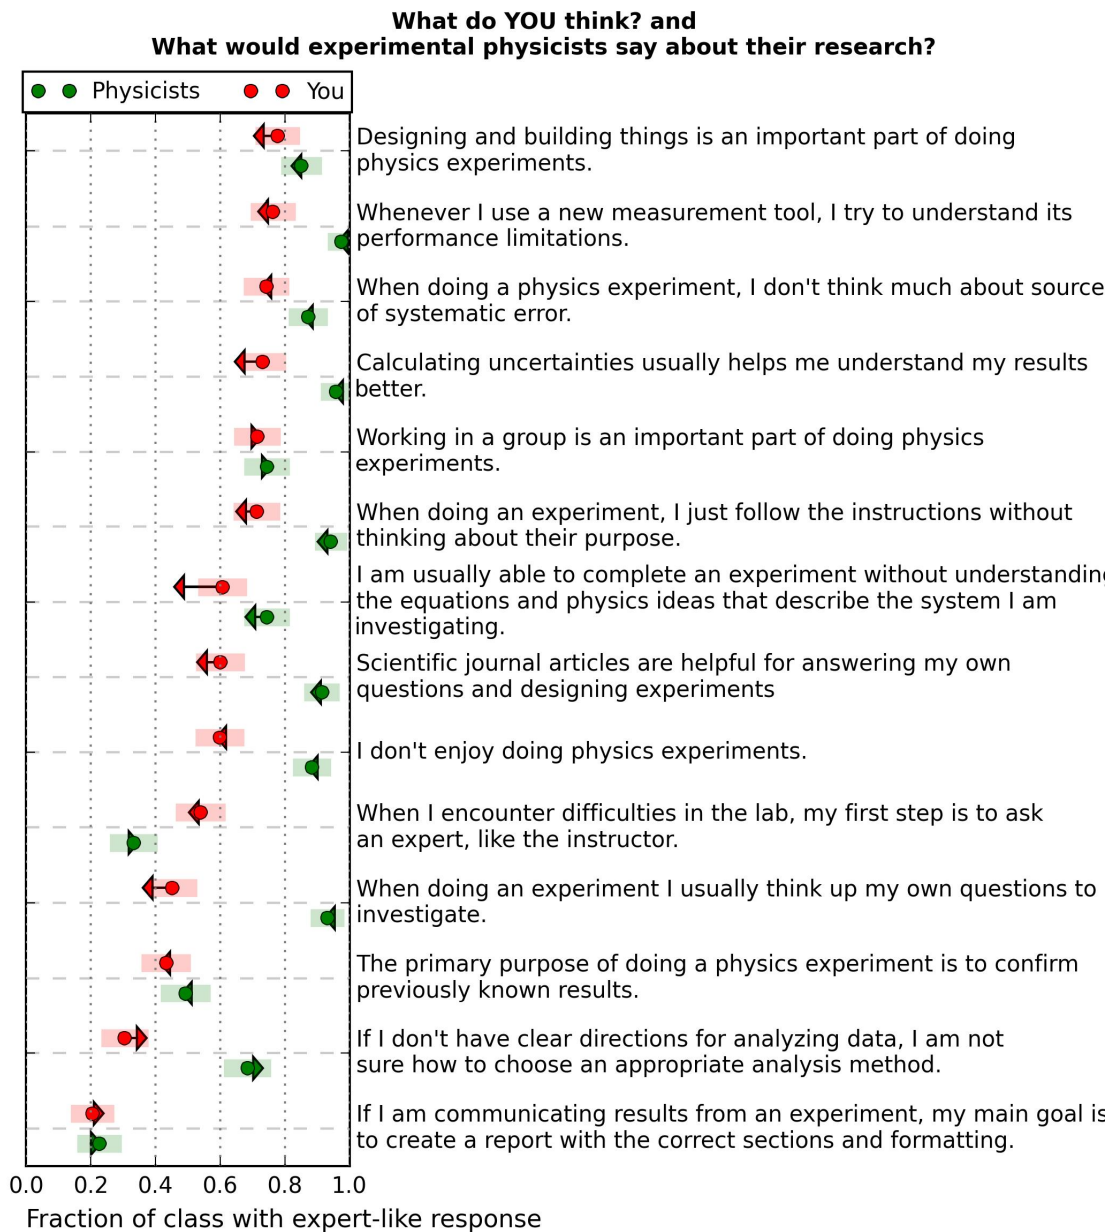 What do YOU think? and
What would experimental physicists say about their research?
Physicists You
Designing and building things is an important part of doing
physics experiments.
Whenever I use a new measurement tool, I try to understand its
performance limitations.
When doing a physics experiment, I don't think much about source
of systematic error.
Calculating uncertainties usually helps me understand my results
better.
Working in a group is an important part of doing physics
experiments.
When doing an experiment, I just follow the instructions without
thinking about their purpose.
I am usually able to complete an experiment without understanding
the equations and physics ideas that describe the system I am
investigating.
Scientific journal articles are helpful for answering my own
questions and designing experiments
I don't enjoy doing physics experiments.
When I encounter difficulties in the lab, my first step is to ask
an expert, like the instructor.
When doing an experiment I usually think up my own questions to
investigate.
The primary purpose of doing a physics experiment is to confirm
previously known results.
If I don't have clear directions for analyzing data, I am not
sure how to choose an appropriate analysis method.
If I am communicating results from an experiment, my main goal is
to create a report with the correct sections and formatting.
0.0 0.2 0.4 0.6 0.8 1.0
Fraction of class with expert-like response